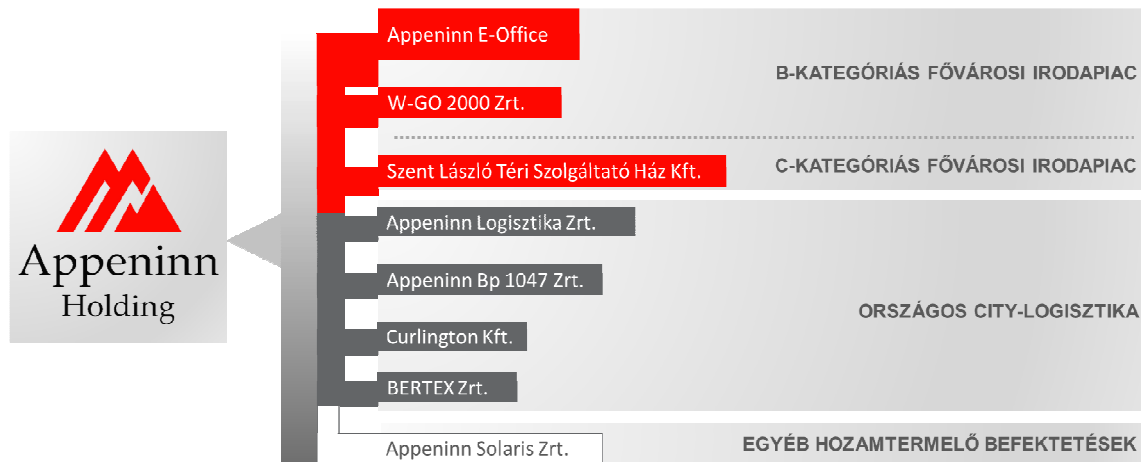 Appeninn
Holding
Appeninn E-Office
B-KATEGÓRIÁS FŐVÁROSI IRODAPIAC
W-GO 2000 Zrt.
Szent László Téri Szolgáltató Ház Kft.
C-KATEGÓRIÁS FŐVÁROSI IRODAPIAC
Appeninn Logisztika Zrt.
Appeninn Bp 1047 Zrt.
ORSZÁGOS CITY-LOGISZTIKA
Curlington Kft.
BERTEX Zrt.
Appeninn Solaris Zrt.
EGYÉB HOZAMTERMELŐ BEFEKTETÉSEK